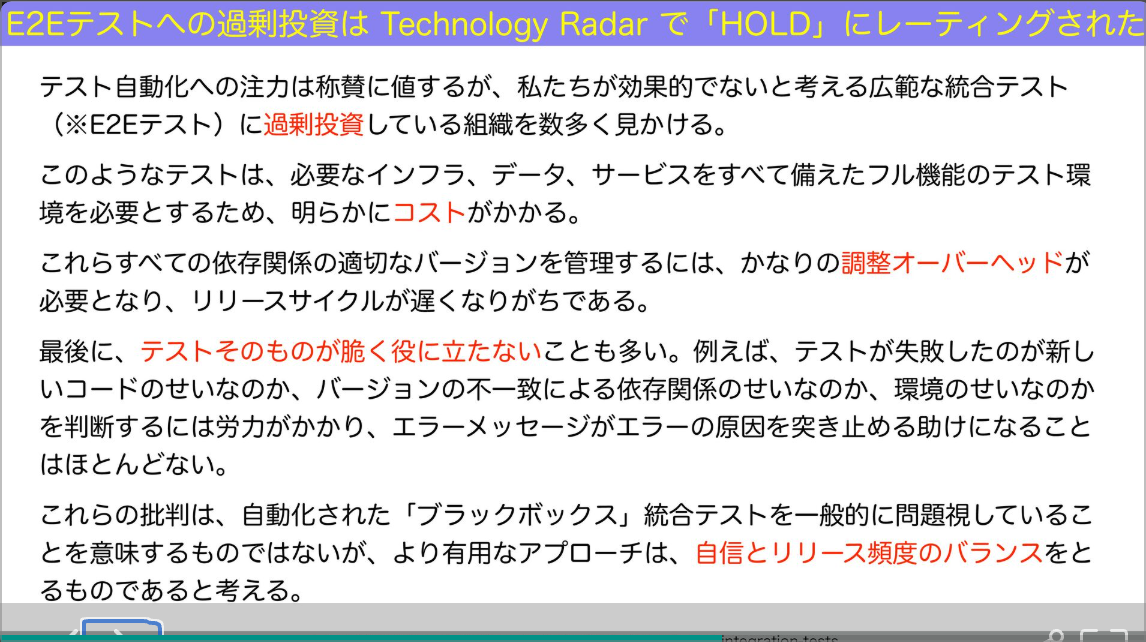 E2Eテストへの過剰投資は Technology Radar で「HOLD」にレーティングされた
テスト自動化への注力は称賛に値するが、私たちが効果的でないと考える広範な統合テスト
（※E2Eテスト）に過剰投資している組織を数多く見かける。
このようなテストは、必要なインフラ、データ、サービスをすべて備えたフル機能のテスト環
境を必要とするため、明らかにコストがかかる。
これらすべての依存関係の適切なバージョンを管理するには、かなりの調整オーバーヘッドが
必要となり、リリースサイクルが遅くなりがちである。
最後に、テストそのものが脆く役に立たないことも多い。例えば、テストが失敗したのが新し
いコードのせいなのか、バージョンの不一致による依存関係のせいなのか、環境のせいなのか
を判断するには労力がかかり、エラーメッセージがエラーの原因を突き止める助けになること
はほとんどない。
これらの批判は、自動化された「ブラックボックス」統合テストを一般的に問題視しているこ
とを意味するものではないが、より有用なアプローチは、自信とリリース頻度のバランスをと
るものであると考える。
integration-tests